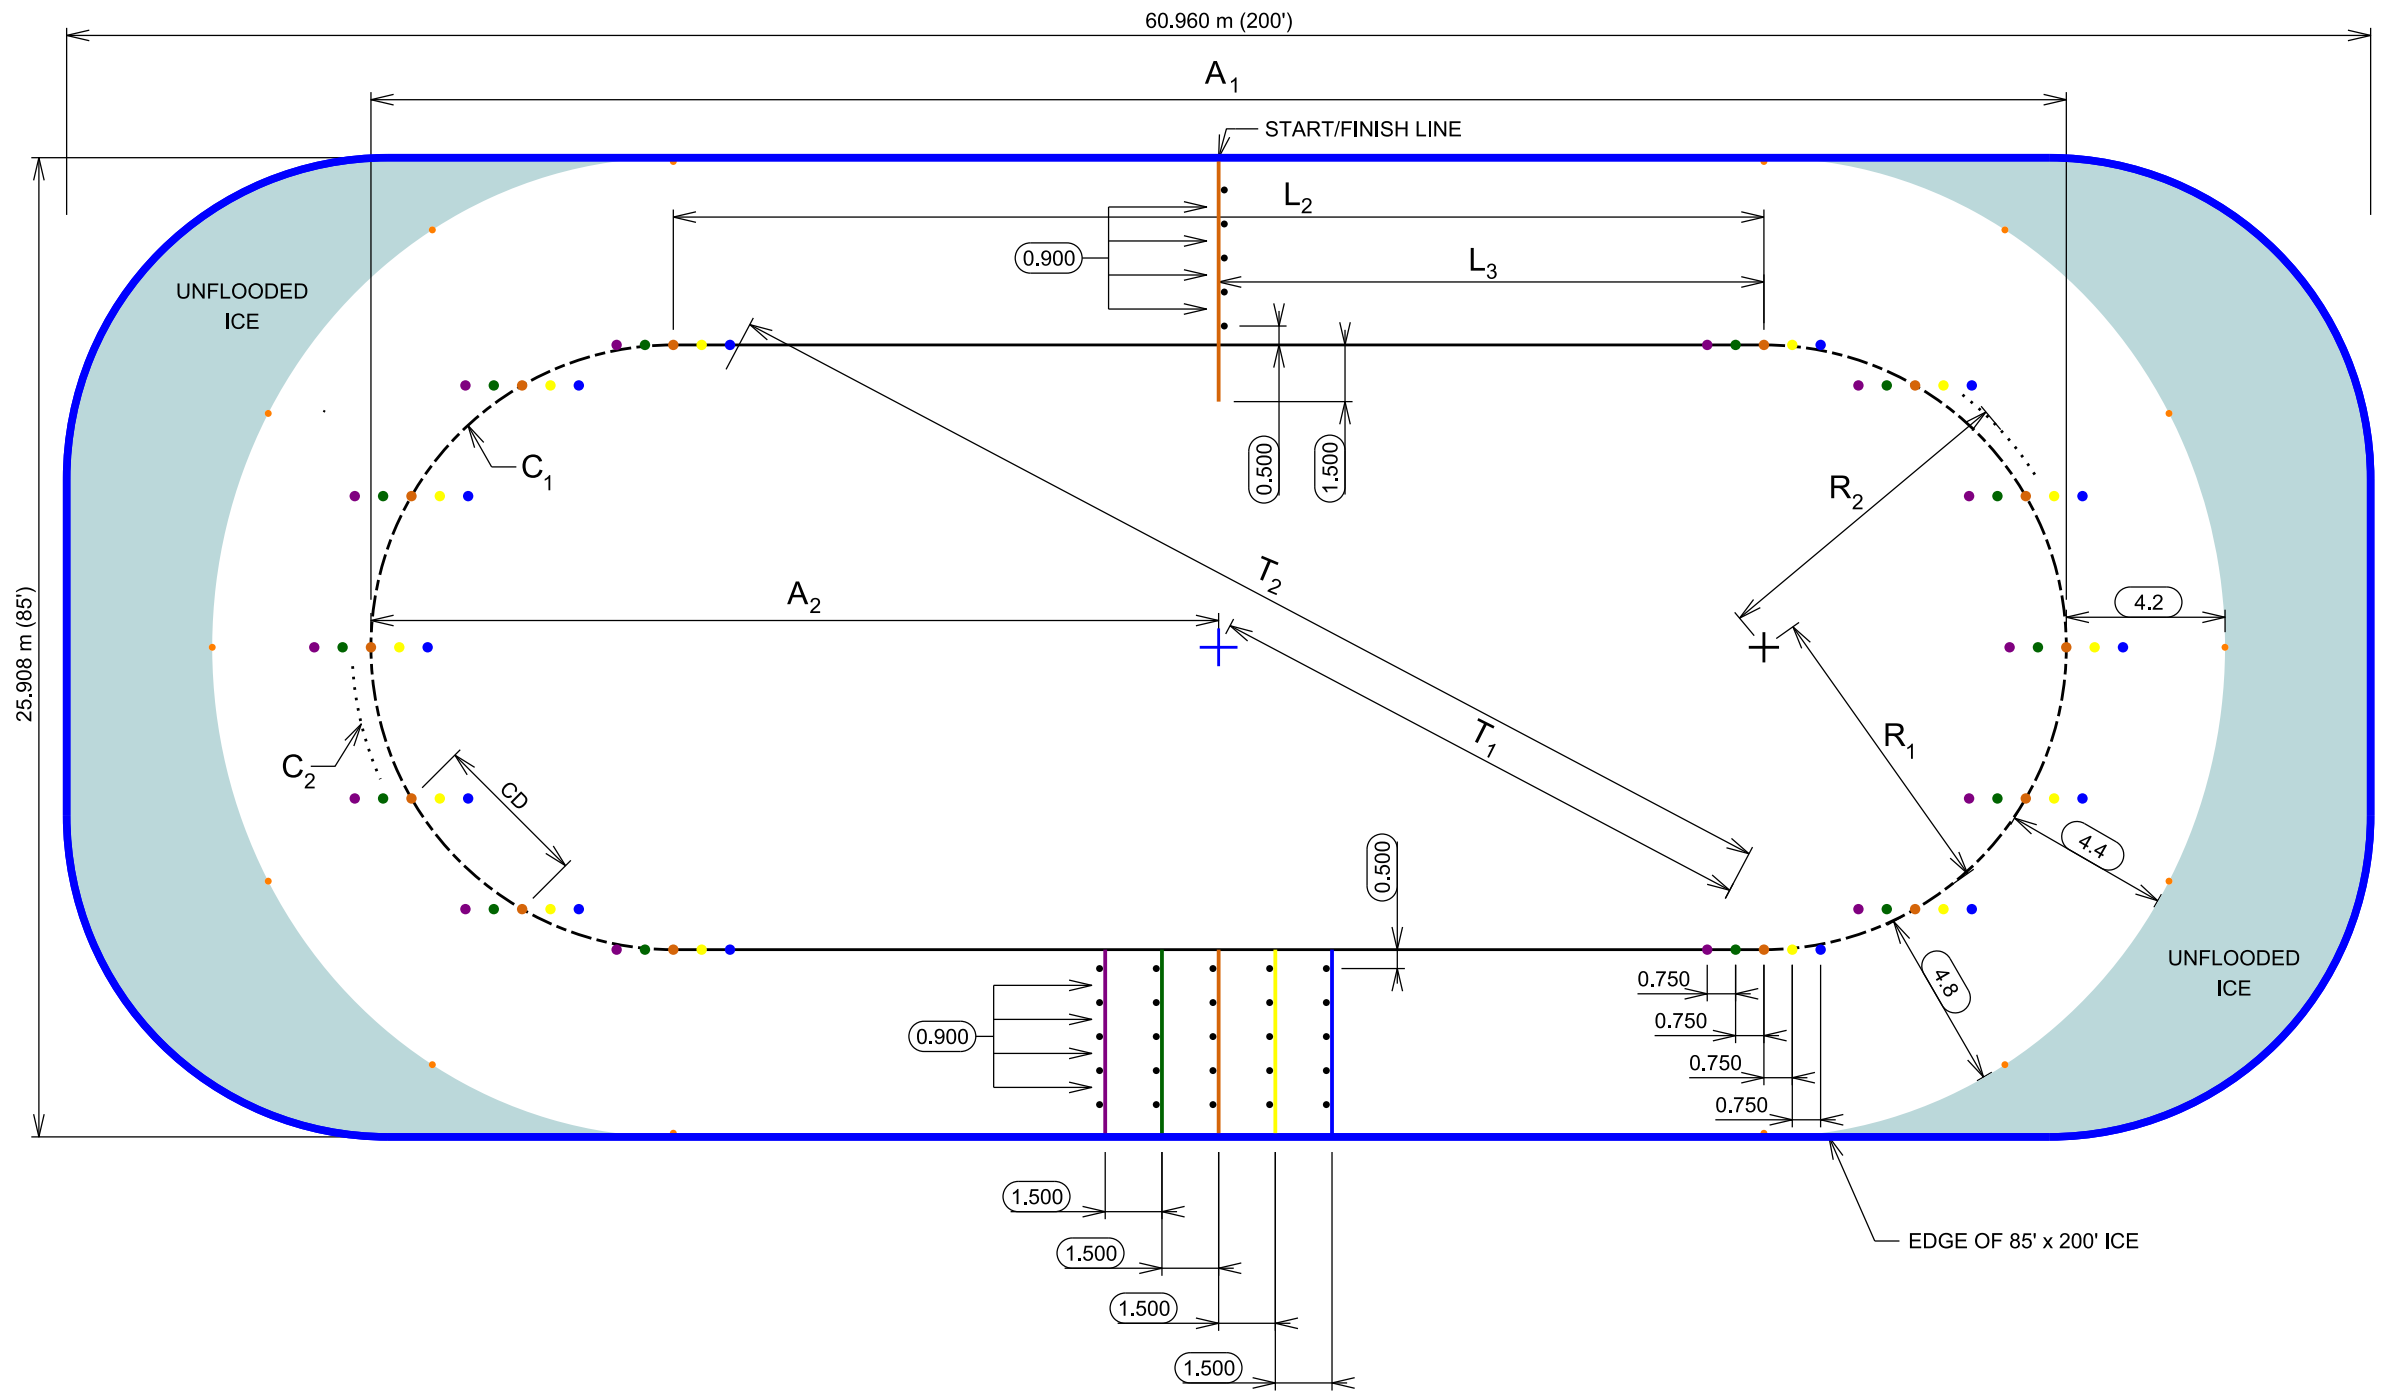 60.960 m (200')
A1
START/FINISH LINE
L2
0.900
L3
UNFLOODED
ICE
C1
0.500
1.500
R2
T2
A2
4.2
25.908 m (85')
T1
R1
C2
CD
0.500
4.4
4.8
UNFLOODED
ICE
0.750
0.750
0.750
0.750
0.900
1.500
1.500
1.500
1.500
EDGE OF 85' x 200' ICE